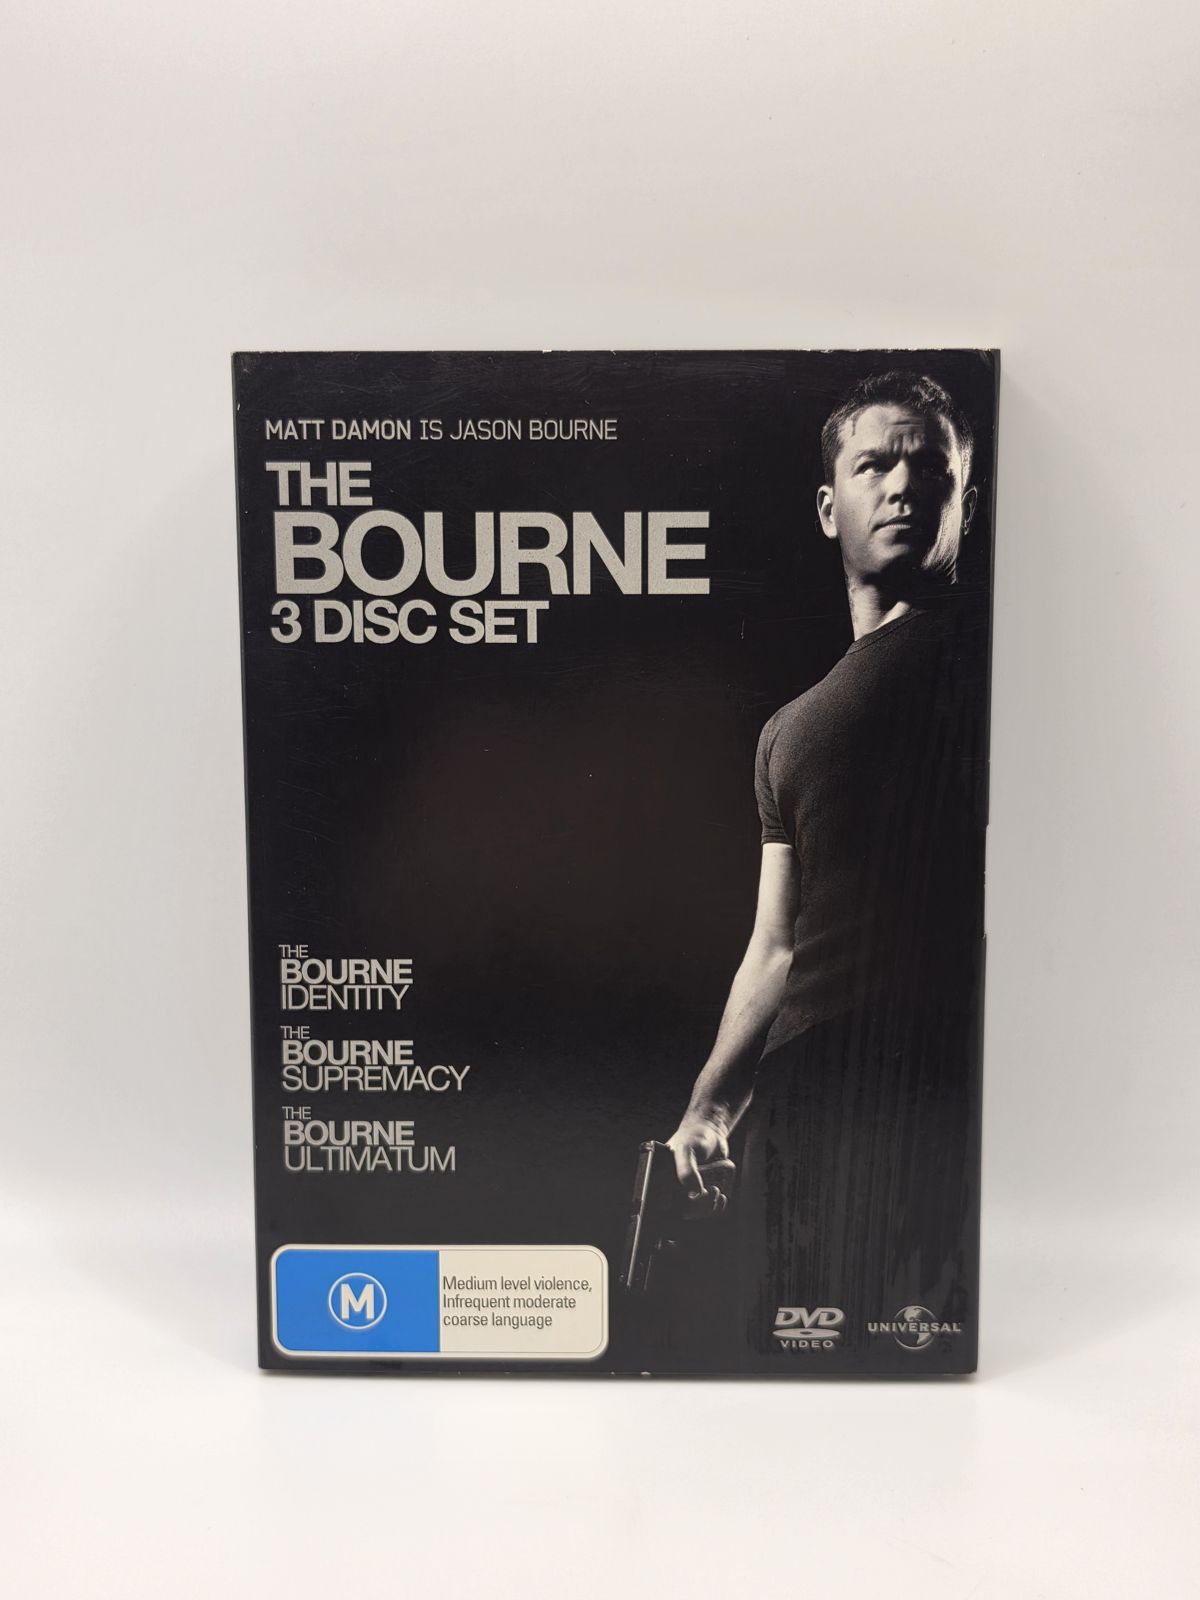 MATT DAMON IS JASON BOURNE
THE
BOURNE
3 DISC SET
THE
BOURNE
IDENTITY
THE
BOURNE
SUPREMACY
THE
BOURNE
ULTIMATUM
M
Medium level violence,
Infrequent moderate
coarse language
DVD
VIDEO
UNIVERSAL